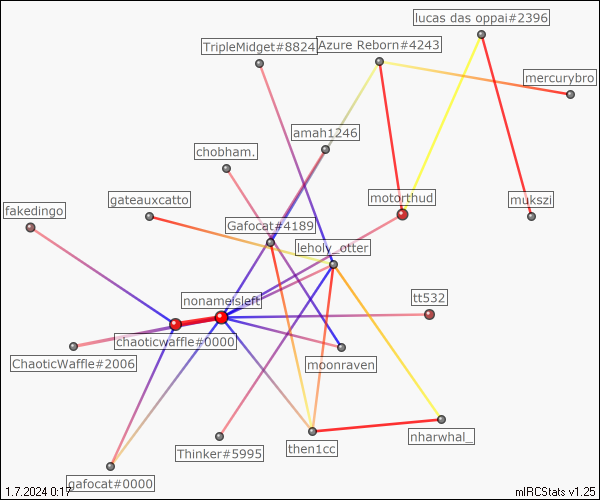 lucas das oppai#2396
TripleMidget#8824
Azure Reborn#4243
mercurybro
amah1246
chobham.
gateauxcatto
motorthud
mukszi
fakedingo
Gafocat#4189
leholy_otter
nonameisleft
tt532
Chaoticwaffle#0000
ChaoticWaffle#2006
moonraven
Thinker#5995
then1cc
nharwhal_
gafocat#0000
1.7.2024 0:17
mIRCStats v1.25